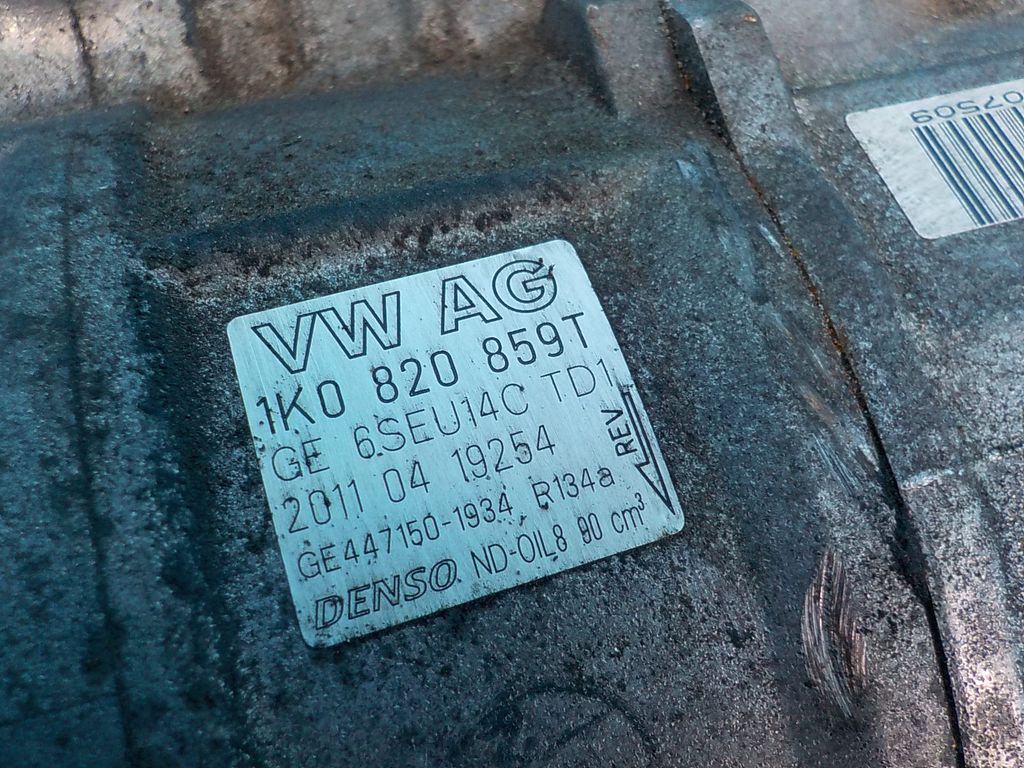 VW AG
1K0 820 859T
GE 6SEU14C TD1
2011 04 19254
GE447150-1934 R134a
REV
DENSO ND-OIL8 90 cm³
07509